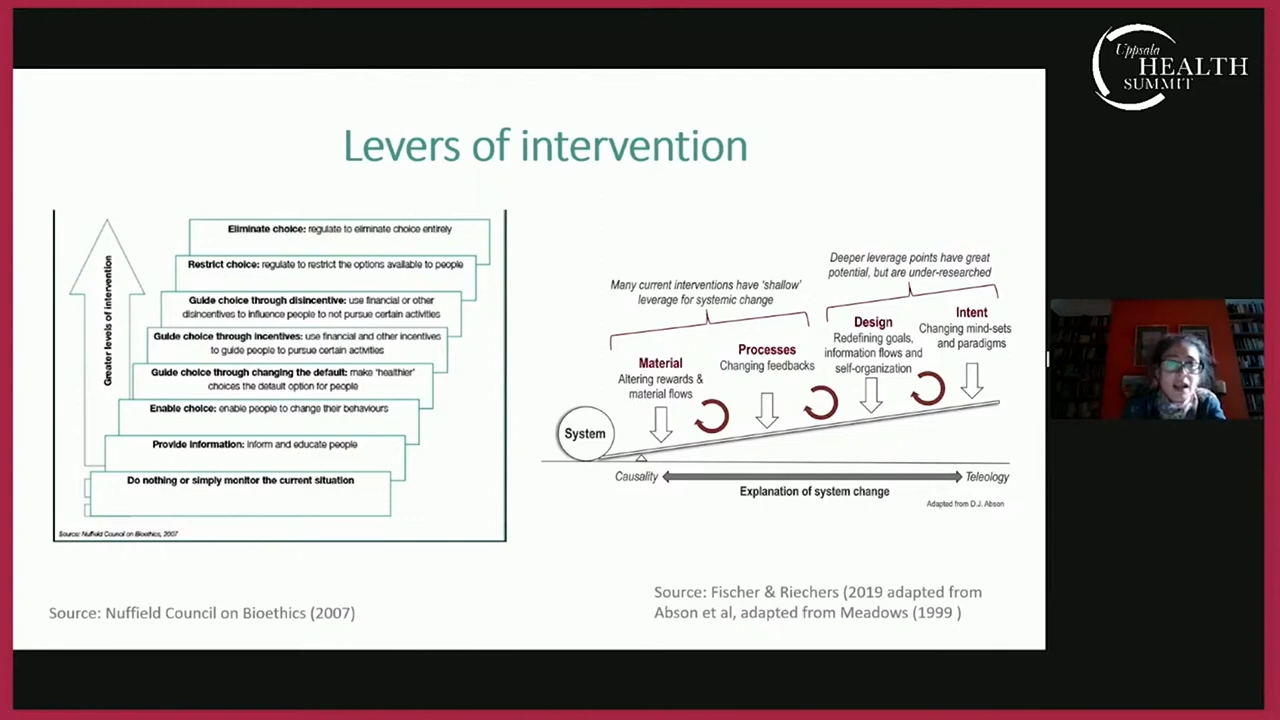 Uppsala
HEALTH
SUMMIT
Levers of intervention
Greater levels of intervention
Eliminate choice: regulate to eliminate choice entirely
Restrict choice: regulate to restrict the options available to people
Guide choice through disincentive: use financial or other
disincentives to influence people to not pursue certain activities
Guide choice through incentives: use financial and other incentives
to guide people to pursue certain activities
Guide choice through changing the default: make 'healthier'
choices the default option for people
Enable choice: enable people to change their behaviours
Provide information: inform and educate people
Do nothing or simply monitor the current situation
Source: Nuffield Council on Bioethics, 2007
Source: Nuffield Council on Bioethics (2007)
Many current interventions have 'shallow'
leverage for systemic change
Deeper leverage points have great
potential, but are under-researched
Material
Altering rewards &
material flows
Processes
Changing feedbacks
Design
Redefining goals,
information flows and
self-organization
Intent
Changing mind-sets
and paradigms
System
Causality
Teleology
Explanation of system change
Adapted from D.J. Abson
Source: Fischer & Riechers (2019 adapted from
Abson et al, adapted from Meadows (1999 )